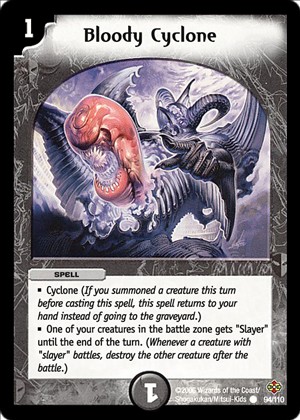 1
Bloody Cyclone
SPELL
▪ Cyclone (If you summoned a creature this turn
before casting this spell, this spell returns to
your hand instead of going to the graveyard.)
▪ One of your creatures in the battle zone gets "Slayer"
until the end of the turn. (Whenever a creature with
"slayer" battles, destroy the other creature after the
battle.)
1
©2006 Wizards of the Coast/
Shogakukan/Mitsui-Kids
94/110